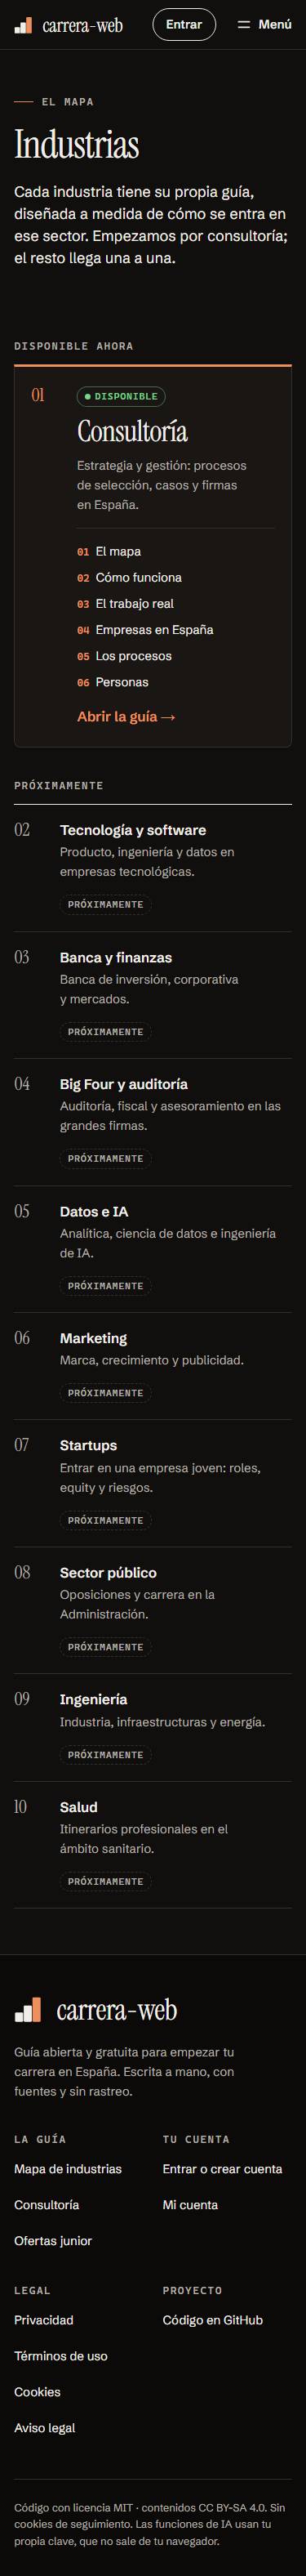 carrera-web
Entrar
Menú
EL MAPA
Industrias
Cada industria tiene su propia guía,
diseñada a medida de cómo se entra en
ese sector. Empezamos por consultoría;
el resto llega una a una.
DISPONIBLE AHORA
01
DISPONIBLE
Consultoría
Estrategia y gestión: procesos
de selección, casos y firmas
en España.
01 El mapa
02 Cómo funciona
03 El trabajo real
04 Empresas en España
05 Los procesos
06 Personas
Abrir la guía →
PRÓXIMAMENTE
02 Tecnología y software
Producto, ingeniería y datos en
empresas tecnológicas.
PRÓXIMAMENTE
03 Banca y finanzas
Banca de inversión, corporativa
y mercados.
PRÓXIMAMENTE
04 Big Four y auditoría
Auditoría, fiscal y asesoramiento en las
grandes firmas.
PRÓXIMAMENTE
05 Datos e IA
Analítica, ciencia de datos e ingeniería
de IA.
PRÓXIMAMENTE
06 Marketing
Marca, crecimiento y publicidad.
PRÓXIMAMENTE
07 Startups
Entrar en una empresa joven: roles,
equity y riesgos.
PRÓXIMAMENTE
08 Sector público
Oposiciones y carrera en la
Administración.
PRÓXIMAMENTE
09 Ingeniería
Industria, infraestructuras y energía.
PRÓXIMAMENTE
10 Salud
Itinerarios profesionales en el
ámbito sanitario.
PRÓXIMAMENTE
carrera-web
Guía abierta y gratuita para empezar tu
carrera en España. Escrita a mano, con
fuentes y sin rastreo.
LA GUÍA
Mapa de industrias
Consultoría
Ofertas junior
TU CUENTA
Entrar o crear cuenta
Mi cuenta
LEGAL
Privacidad
Términos de uso
Cookies
Aviso legal
PROYECTO
Código en GitHub
Código con licencia MIT · contenidos CC BY-SA 4.0. Sin
cookies de seguimiento. Las funciones de IA usan tu
propia clave, que no sale de tu navegador.